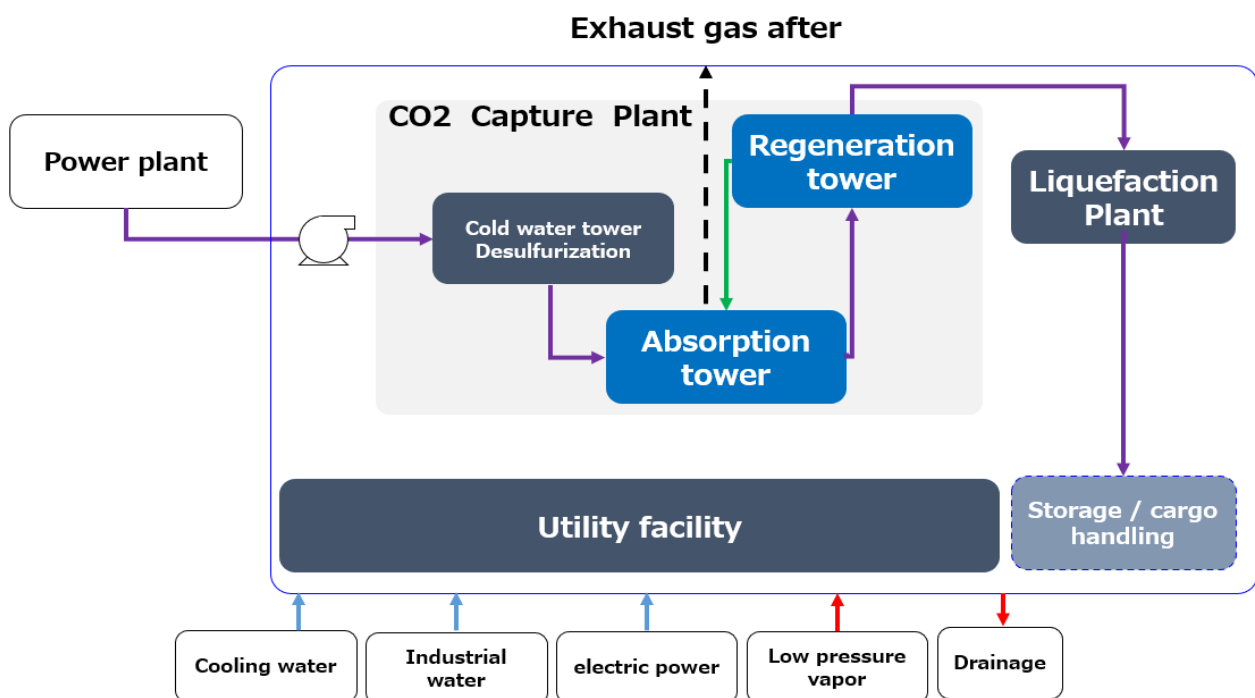 Exhaust gas after
CO2 Capture Plant
Power plant
Regeneration
tower
Liquefaction
Plant
Cold water tower
Desulfurization
Absorption
tower
Utility facility
Storage / cargo
handling
Cooling water
Industrial
water
electric power
Low pressure
vapor
Drainage